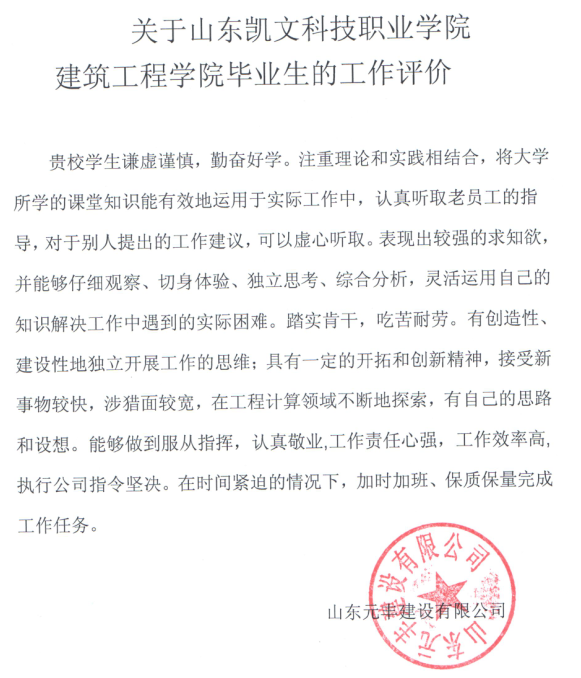 关于山东凯文科技职业学院
建筑工程学院毕业生的工作评价
贵校学生谦虚谨慎，勤奋好学。注重理论和实践相结合，将大学
所学的课堂知识能有效地运用于实际工作中，认真听取老员工的指
导，对于别人提出的工作建议，可以虚心听取。表现出较强的求知欲，
并能够仔细观察、切身体验、独立思考、综合分析，灵活运用自己的
知识解决工作中遇到的实际困难。踏实肯干，吃苦耐劳。有创造性、
建设性地独立开展工作的思维；具有一定的开拓和创新精神，接受新
事物较快，涉猎面较宽，在工程计算领域不断地探索，有自己的思路
和设想。能够做到服从指挥，认真敬业,工作责任心强，工作效率高,
执行公司指令坚决。在时间紧迫的情况下，加时加班、保质保量完成
工作任务。
山东元丰建设有限公司
山东元丰建设有限公司